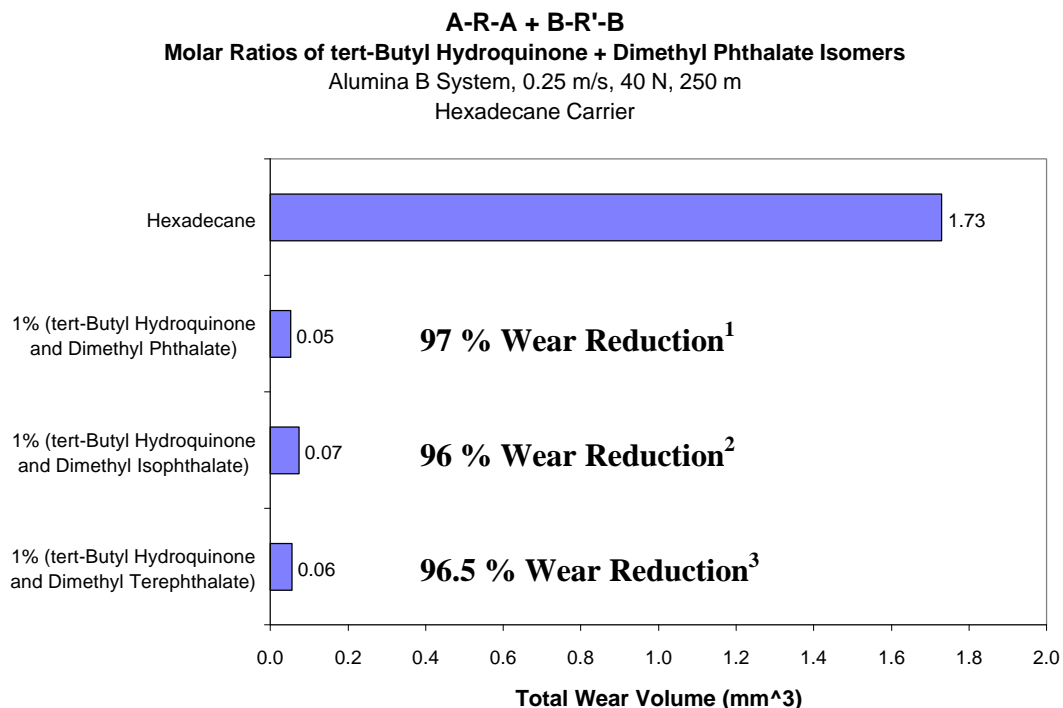 A-R-A + B-R'-B
Molar Ratios of tert-Butyl Hydroquinone + Dimethyl Phthalate Isomers
Alumina B System, 0.25 m/s, 40 N, 250 m
Hexadecane Carrier
Hexadecane
1.73
1% (tert-Butyl Hydroquinone
and Dimethyl Phthalate)
0.05
97 % Wear Reduction¹
1% (tert-Butyl Hydroquinone
and Dimethyl Isophthalate)
0.07
96 % Wear Reduction²
1% (tert-Butyl Hydroquinone
and Dimethyl Terephthalate)
0.06
96.5 % Wear Reduction³
0.0 0.2 0.4 0.6 0.8 1.0 1.2 1.4 1.6 1.8 2.0
Total Wear Volume (mm^3)